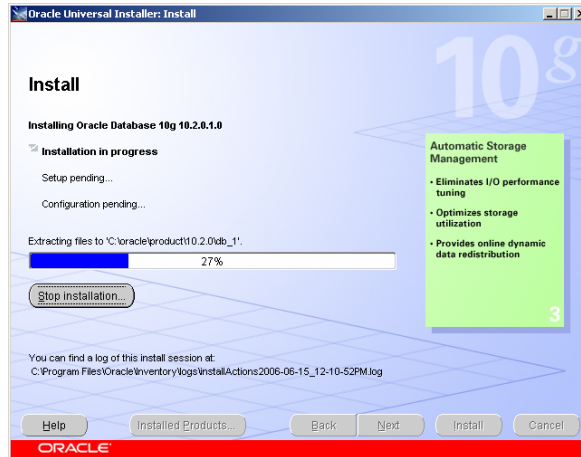 Oracle Universal Installer: Install
10g
Install
Installing Oracle Database 10g 10.2.0.1.0
Installation in progress
Setup pending...
Configuration pending...
Extracting files to 'C:\oracle\product\10.2.0\db_1'.
27%
Stop installation...
Automatic Storage
Management
• Eliminates I/O performance
tuning
• Optimizes storage
utilization
• Provides online dynamic
data redistribution
3
You can find a log of this install session at:
C:\Program Files\Oracle\Inventory\logs\installActions2006-06-15_12-10-52PM.log
Help Installed Products... Back Next Install Cancel
ORACLE